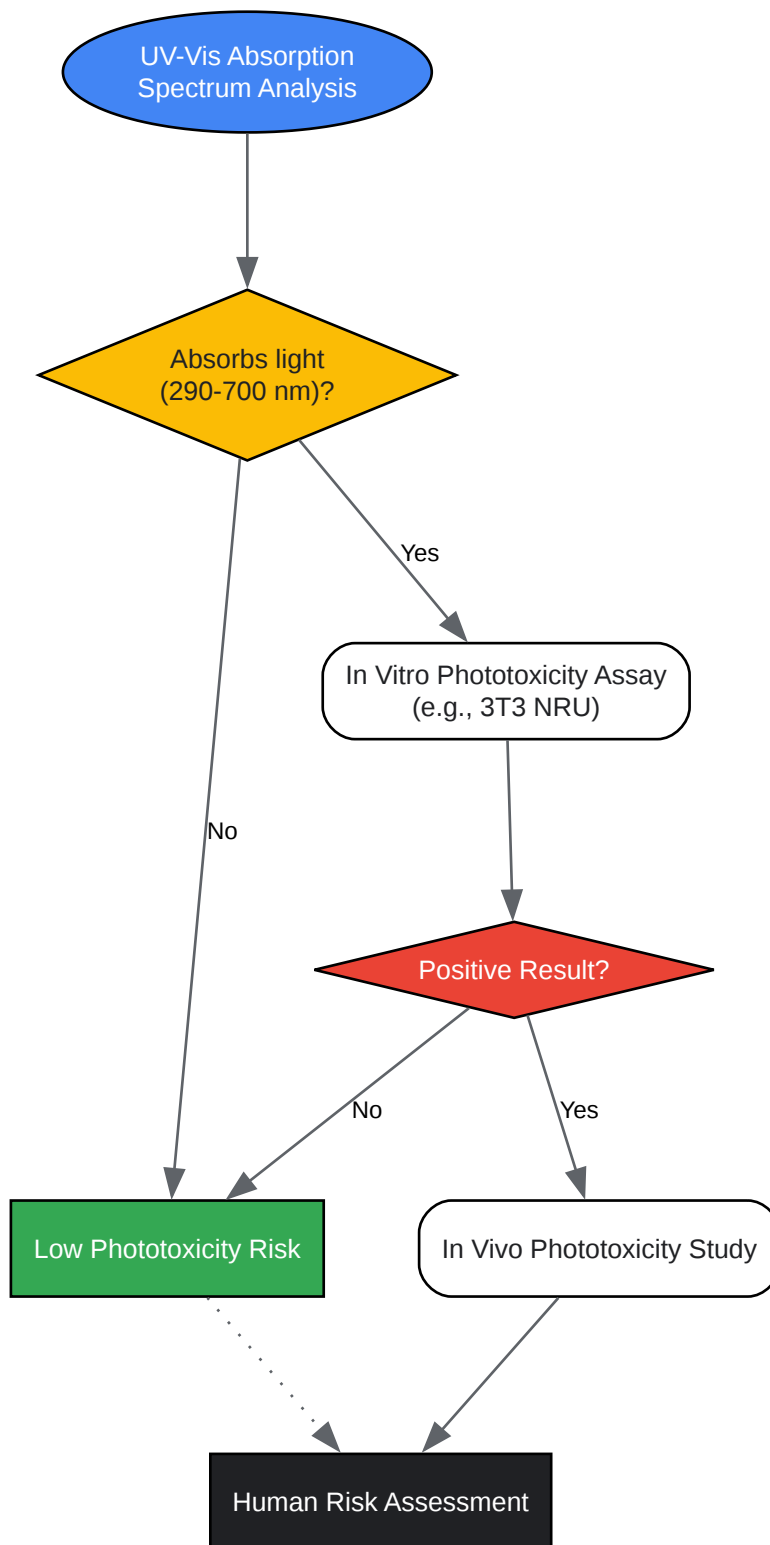 UV-Vis Absorption
Spectrum Analysis
Absorbs light
(290-700 nm)?
Yes
In Vitro Phototoxicity Assay
(e.g., 3T3 NRU)
No
Positive Result?
No
Yes
Low Phototoxicity Risk
In Vivo Phototoxicity Study
Human Risk Assessment